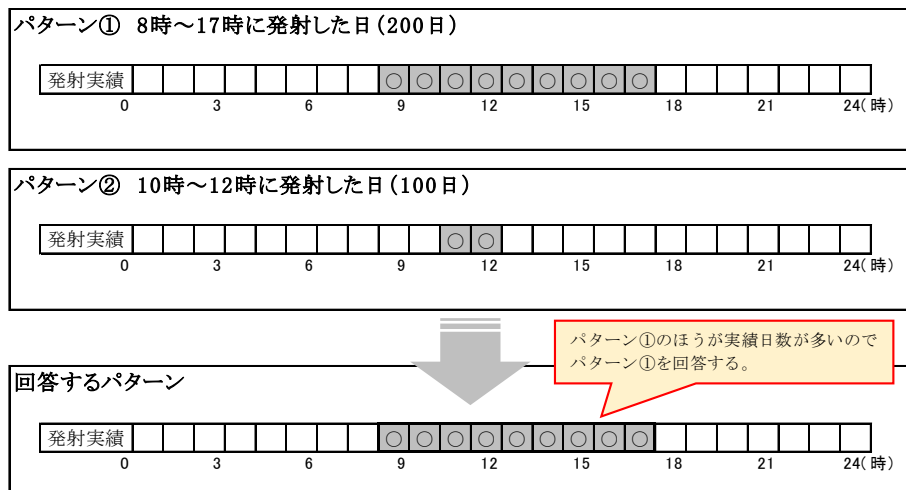 パターン① 8時～17時に発射した日(200日)
発射実績 ○ ○ ○ ○ ○ ○ ○ ○ ○
0 3 6 9 12 15 18 21 24(時)
パターン② 10時～12時に発射した日(100日)
発射実績 ○ ○
0 3 6 9 12 15 18 21 24(時)
パターン①のほうが実績日数が多いので
パターン①を回答する。
回答するパターン
発射実績 ○ ○ ○ ○ ○ ○ ○ ○ ○
0 3 6 9 12 15 18 21 24(時)